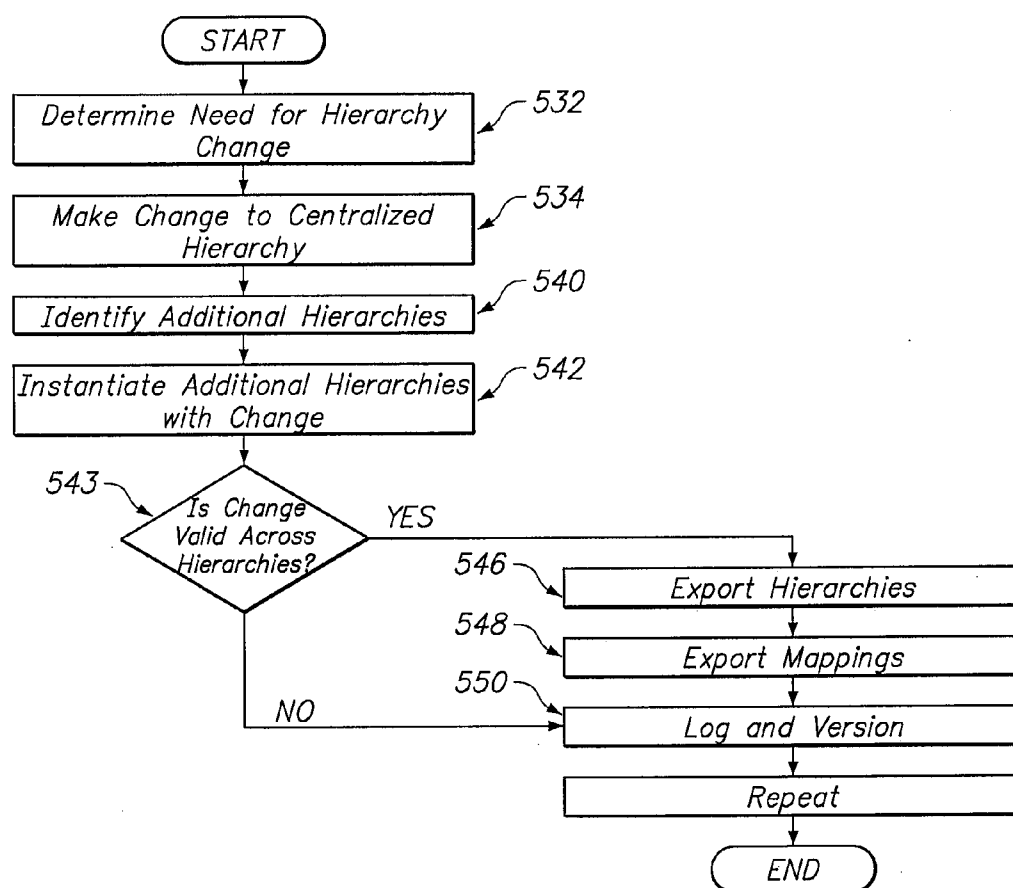 START
Determine Need for Hierarchy
Change
532
Make Change to Centralized
Hierarchy
534
Identify Additional Hierarchies
540
Instantiate Additional Hierarchies
with Change
542
543
Is Change
Valid Across
Hierarchies?
YES
546
Export Hierarchies
548
Export Mappings
550
NO
Log and Version
Repeat
END